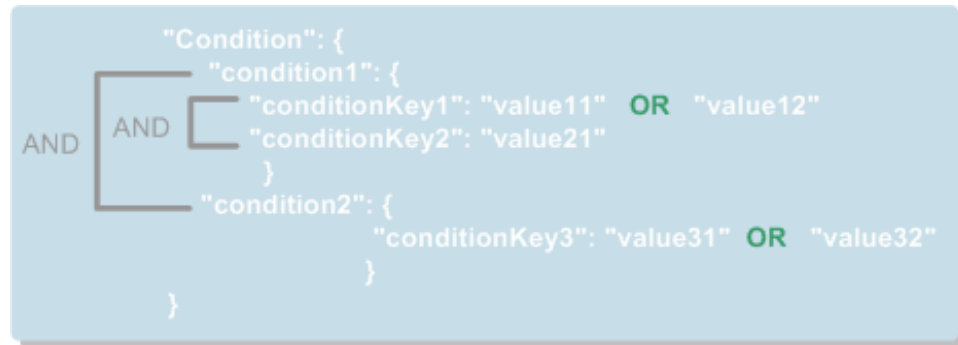 "Condition": {
"condition1": {
"conditionKey1": "value11" OR "value12"
AND
AND
"conditionKey2": "value21"
}
"condition2": {
"conditionKey3": "value31" OR "value32"
}
}